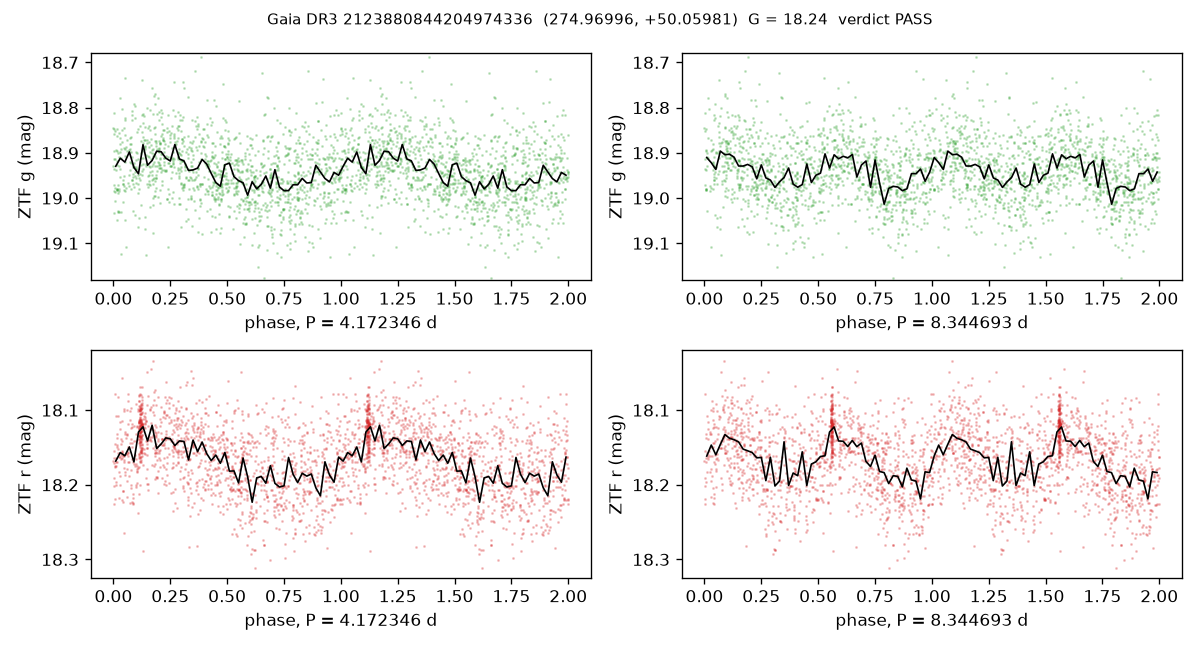 Gaia DR3 2123880844204974336 (274.96996, +50.05981) G = 18.24 verdict PASS
18.7
18.8
18.9
19.0
19.1
ZTF g (mag)
0.00 0.25 0.50 0.75 1.00 1.25 1.50 1.75 2.00
phase, P = 4.172346 d
18.7
18.8
18.9
19.0
19.1
ZTF g (mag)
0.00 0.25 0.50 0.75 1.00 1.25 1.50 1.75 2.00
phase, P = 8.344693 d
18.1
18.2
18.3
ZTF r (mag)
0.00 0.25 0.50 0.75 1.00 1.25 1.50 1.75 2.00
phase, P = 4.172346 d
18.1
18.2
18.3
ZTF r (mag)
0.00 0.25 0.50 0.75 1.00 1.25 1.50 1.75 2.00
phase, P = 8.344693 d